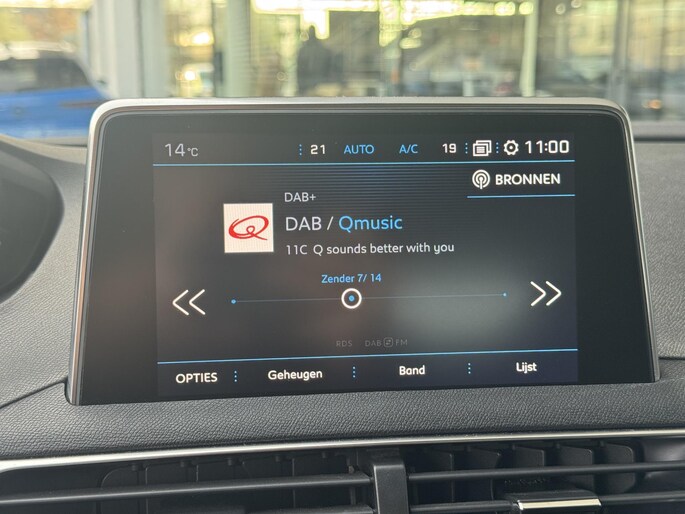 14°C 21 AUTO A/C 19 11:00
BRONNEN
DAB+
DAB / Qmusic
11C Q sounds better with you
Zender 7/ 14
RDS DAB FM
OPTIES Geheugen Band Lijst